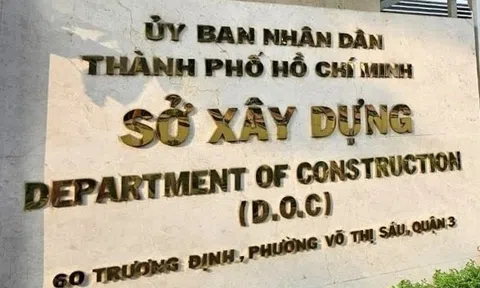 ỦY BAN NHÂN DÂN
THÀNH PHỐ HỒ CHÍ MINH
SỞ XÂY DỰNG
DEPARTMENT OF CONSTRUCTION
(D.O.C)
60 TRƯƠNG ĐỊNH, PHƯỜNG VÕ THỊ SÁU, QUẬN 3